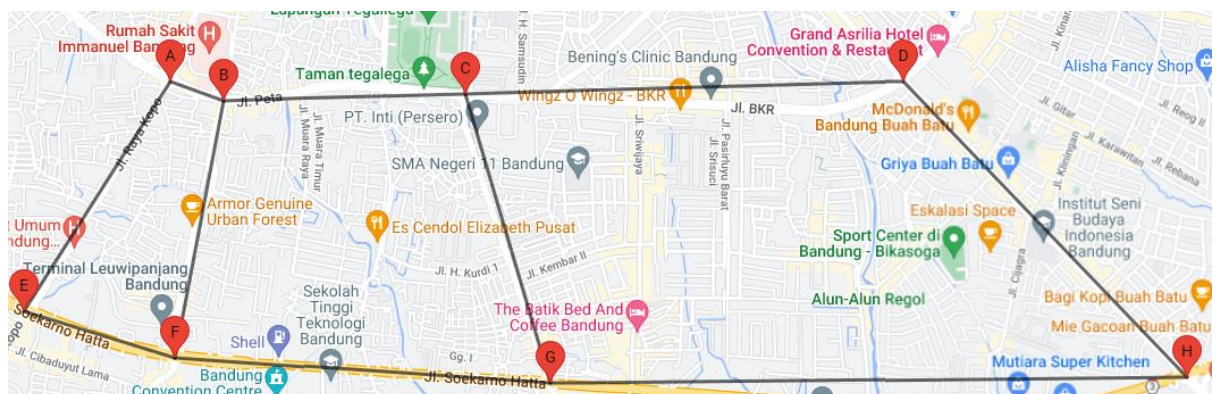 Lapangan Tegallega
Rumah Sakit
Immanuel Bandung
A
B
Taman tegalega
C
Jl. H. Samsudin
Jl. Peta
Bening's Clinic Bandung
Wingz O Wingz - BKR
Jl. BKR
Grand Asrilia Hotel
Convention & Restaurant
D
Jl. Kinanti
Alisha Fancy Shop
Jl. Reog II
Jl. Gitar
Jl. Karawitan
Jl. Rebana
Jl. Kliningan
McDonald's
Bandung Buah Batu
Griya Buah Batu
Jl. Raya Kopo
Jl. Muara Raya
Jl. Muara Timur
PT. Inti (Persero)
SMA Negeri 11 Bandung
Jl. Sriwijaya
Jl. Srisuci
Jl. Pasirluyu Barat
Armor Genuine
Urban Forest
Es Cendol Elizabeth Pusat
Eskalasi Space
Institut Seni
Budaya
Indonesia
Bandung
Sport Center di
Bandung - Bikasoga
Umum
Terminal Leuwipanjang
Bandung
Jl. H. Kurdi 1
Jl. Kembar II
Jl. Cijagra
Alun-Alun Regol
Bagi Kopi Buah Batu
Mie Gacoan Buah Batu
E
Soekarno Hatta
Kopo
Jl. Cibaduyut Lama
F
Shell
Sekolah
Tinggi
Teknologi
Bandung
The Batik Bed And
Coffee Bandung
Gg. I
G
Jl. Soekarno Hatta
Bandung
Convention Centre
Mutiara Super Kitchen
H
3